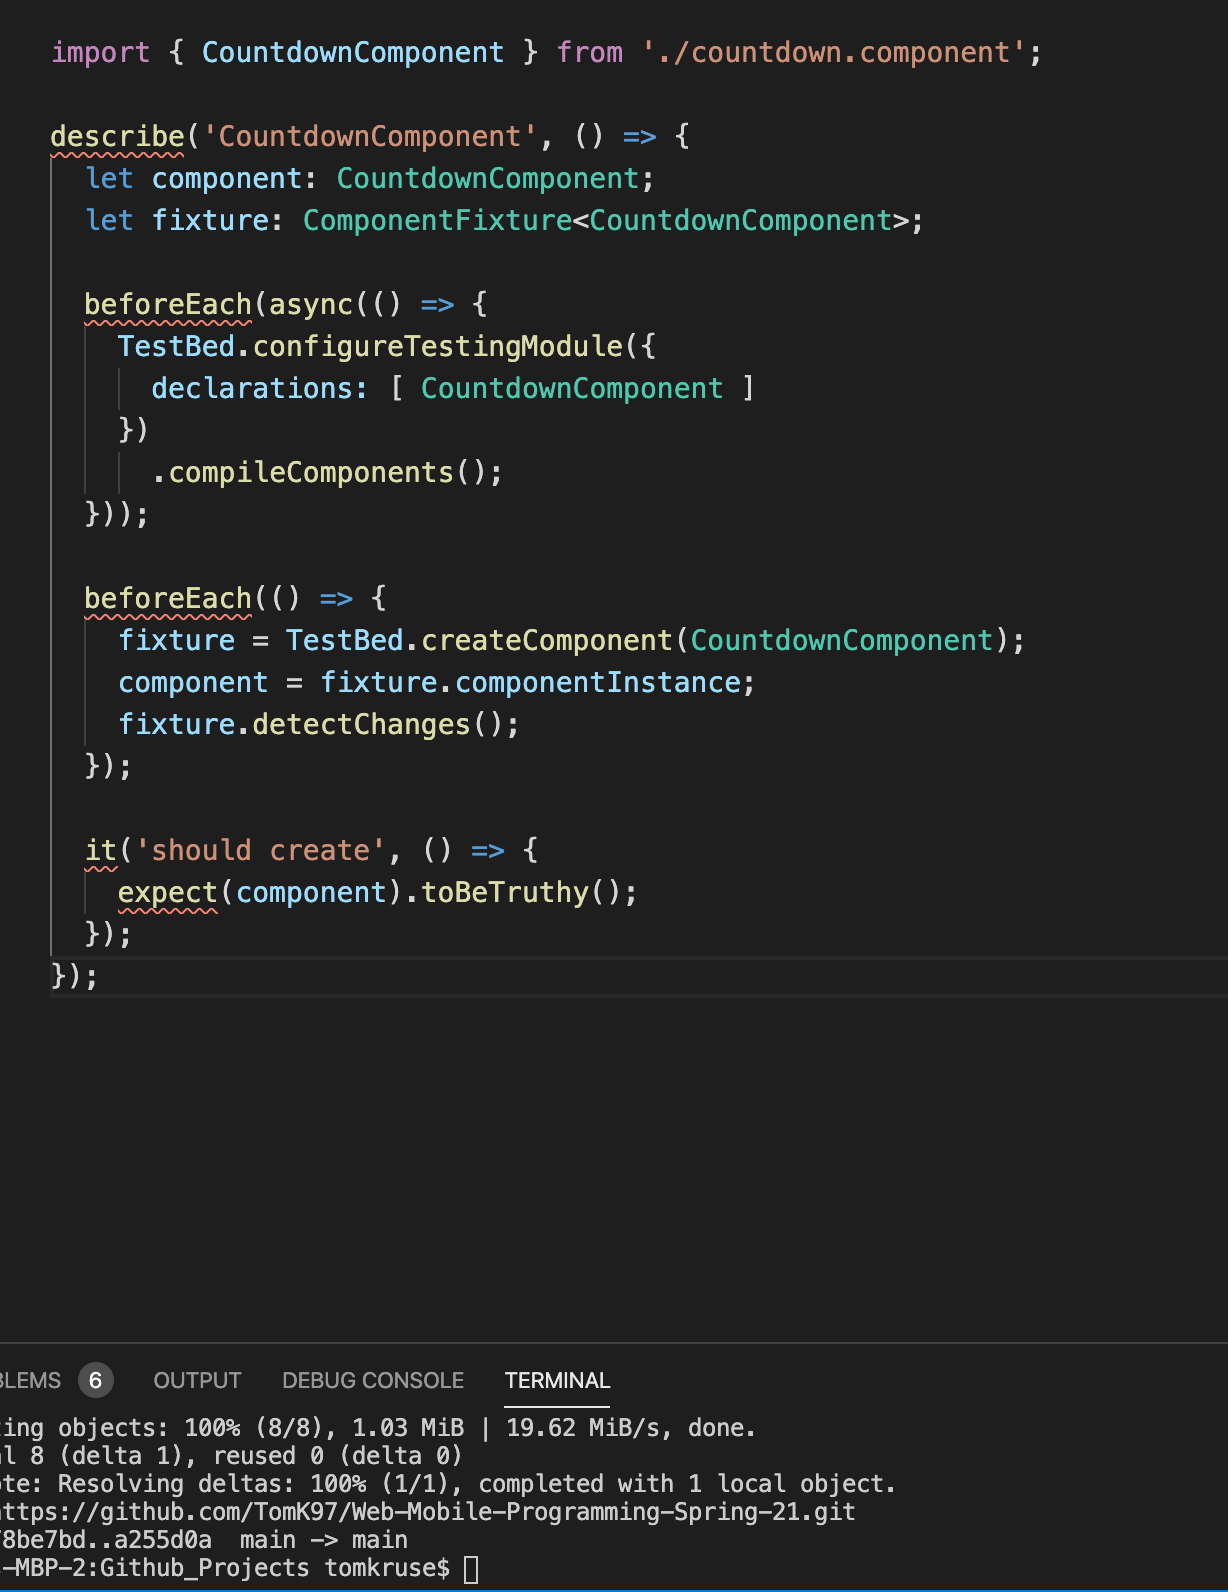 import { CountdownComponent } from './countdown.component';
describe('CountdownComponent', () => {
let component: CountdownComponent;
let fixture: ComponentFixture<CountdownComponent>;
beforeEach(async(() => {
TestBed.configureTestingModule({
declarations: [ CountdownComponent ]
})
.compileComponents();
}));
beforeEach(() => {
fixture = TestBed.createComponent(CountdownComponent);
component = fixture.componentInstance;
fixture.detectChanges();
});
it('should create', () => {
expect(component).toBeTruthy();
});
});
BLEMS 6 OUTPUT DEBUG CONSOLE TERMINAL
ing objects: 100% (8/8), 1.03 MiB | 19.62 MiB/s, done.
al 8 (delta 1), reused 0 (delta 0)
ote: Resolving deltas: 100% (1/1), completed with 1 local object.
ttps://github.com/TomK97/Web-Mobile-Programming-Spring-21.git
78be7bd..a255d0a  main -> main
-MBP-2:Github_Projects tomkruse$